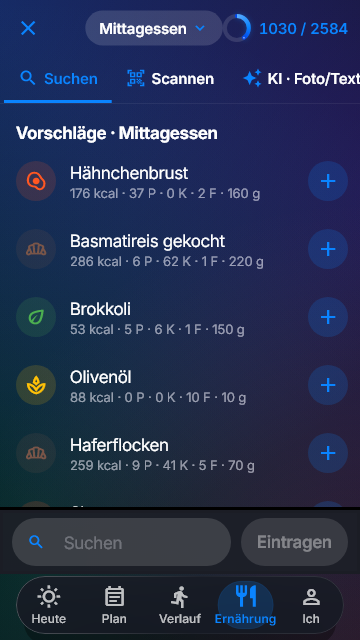 Mittagessen
1030 / 2584
Suchen
Scannen
KI · Foto/Text
Vorschläge · Mittagessen
Hähnchenbrust
176 kcal · 37 P · 0 K · 2 F · 160 g
Basmatireis gekocht
286 kcal · 6 P · 62 K · 1 F · 220 g
Brokkoli
53 kcal · 5 P · 6 K · 1 F · 150 g
Olivenöl
88 kcal · 0 P · 0 K · 10 F · 10 g
Haferflocken
259 kcal · 9 P · 41 K · 5 F · 70 g
Suchen
Eintragen
Heute
Plan
Verlauf
Ernährung
Ich